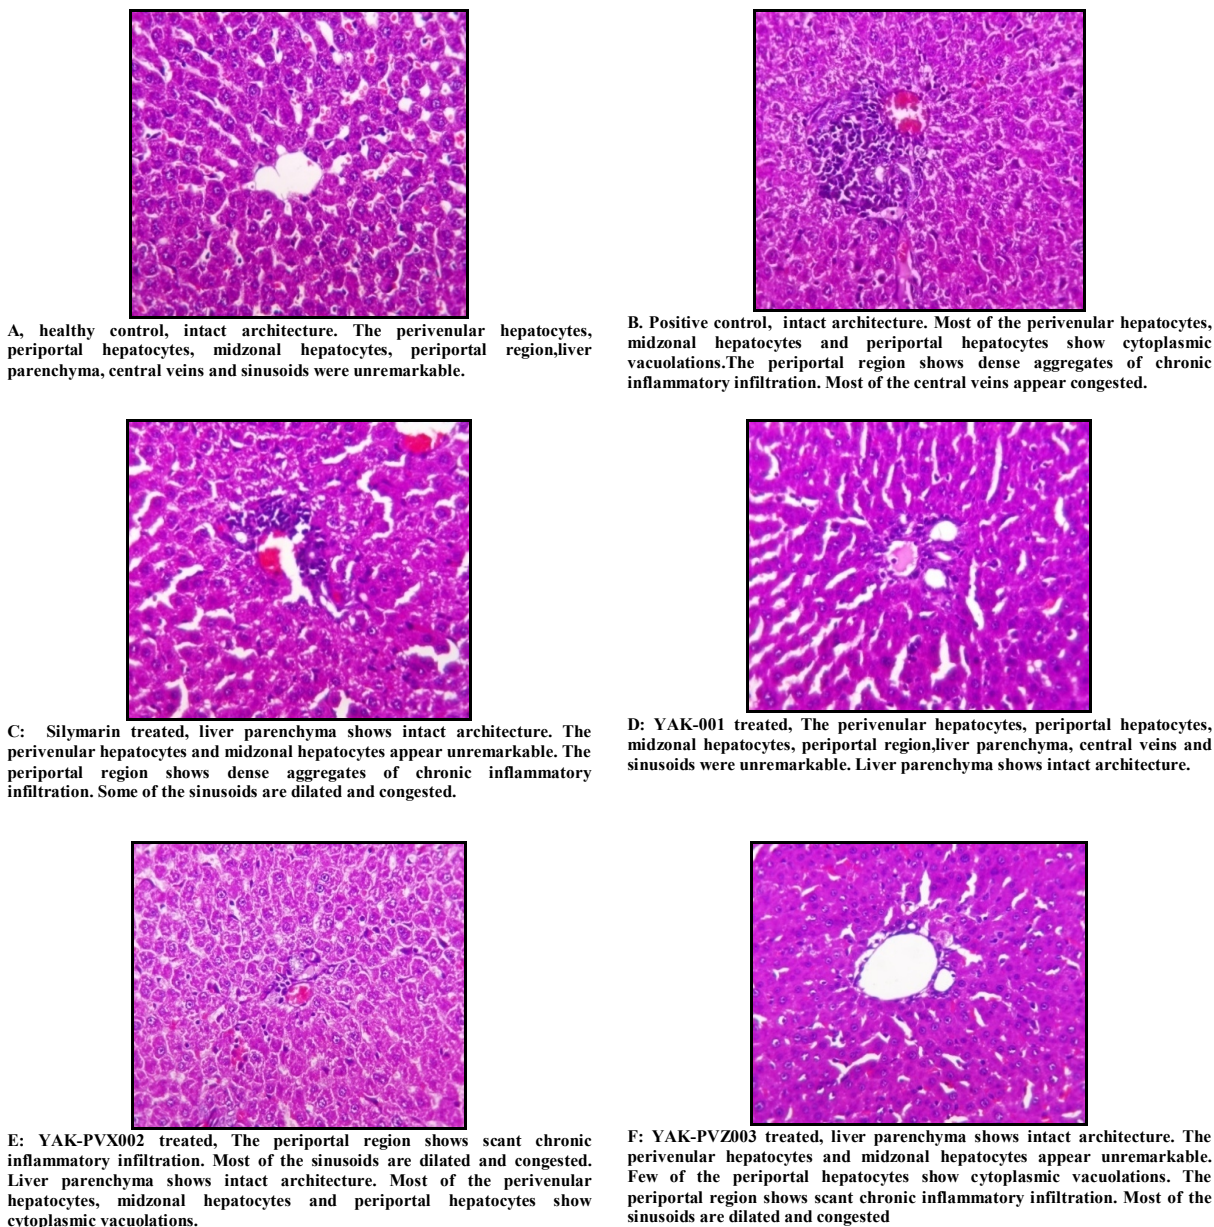 A, healthy control, intact architecture. The perivenular hepatocytes,
periportal hepatocytes, midzonal hepatocytes, periportal region,liver
parenchyma, central veins and sinusoids were unremarkable.
B. Positive control, intact architecture. Most of the perivenular hepatocytes,
midzonal hepatocytes and periportal hepatocytes show cytoplasmic
vacuolations.The periportal region shows dense aggregates of chronic
inflammatory infiltration. Most of the central veins appear congested.
C: Silymarin treated, liver parenchyma shows intact architecture. The
perivenular hepatocytes and midzonal hepatocytes appear unremarkable. The
periportal region shows dense aggregates of chronic inflammatory
infiltration. Some of the sinusoids are dilated and congested.
D: YAK-001 treated, The perivenular hepatocytes, periportal hepatocytes,
midzonal hepatocytes, periportal region,liver parenchyma, central veins and
sinusoids were unremarkable. Liver parenchyma shows intact architecture.
E: YAK-PVX002 treated, The periportal region shows scant chronic
inflammatory infiltration. Most of the sinusoids are dilated and congested.
Liver parenchyma shows intact architecture. Most of the perivenular
hepatocytes, midzonal hepatocytes and periportal hepatocytes show
cytoplasmic vacuolations.
F: YAK-PVZ003 treated, liver parenchyma shows intact architecture. The
perivenular hepatocytes and midzonal hepatocytes appear unremarkable.
Few of the periportal hepatocytes show cytoplasmic vacuolations. The
periportal region shows scant chronic inflammatory infiltration. Most of the
sinusoids are dilated and congested